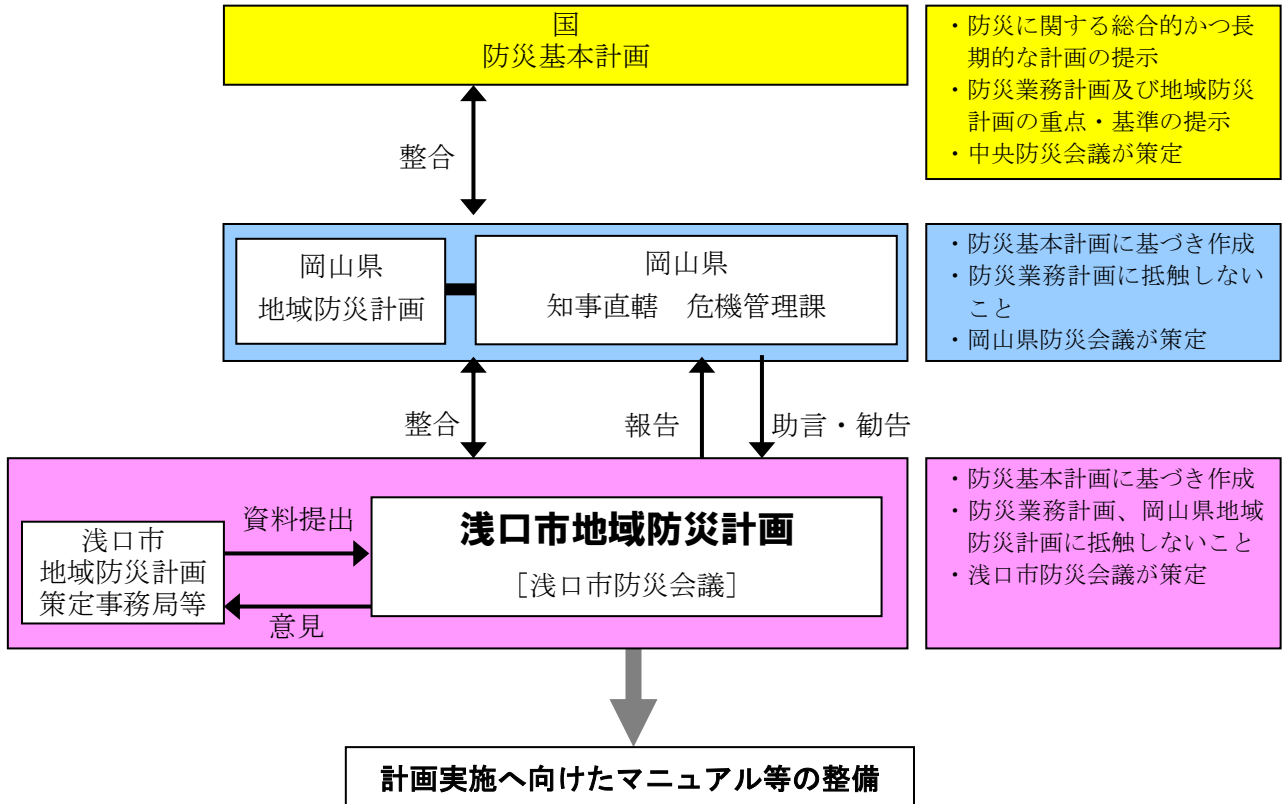 国
防災基本計画
・防災に関する総合的かつ長
期的な計画の提示
・防災業務計画及び地域防災
計画の重点・基準の提示
・中央防災会議が策定
整合
岡山県
地域防災計画
岡山県
知事直轄　危機管理課
・防災基本計画に基づき作成
・防災業務計画に抵触しない
こと
・岡山県防災会議が策定
整合
報告
助言・勧告
浅口市
地域防災計画
策定事務局等
資料提出
意見
浅口市地域防災計画
［浅口市防災会議］
・防災基本計画に基づき作成
・防災業務計画、岡山県地域
防災計画に抵触しないこと
・浅口市防災会議が策定
計画実施へ向けたマニュアル等の整備